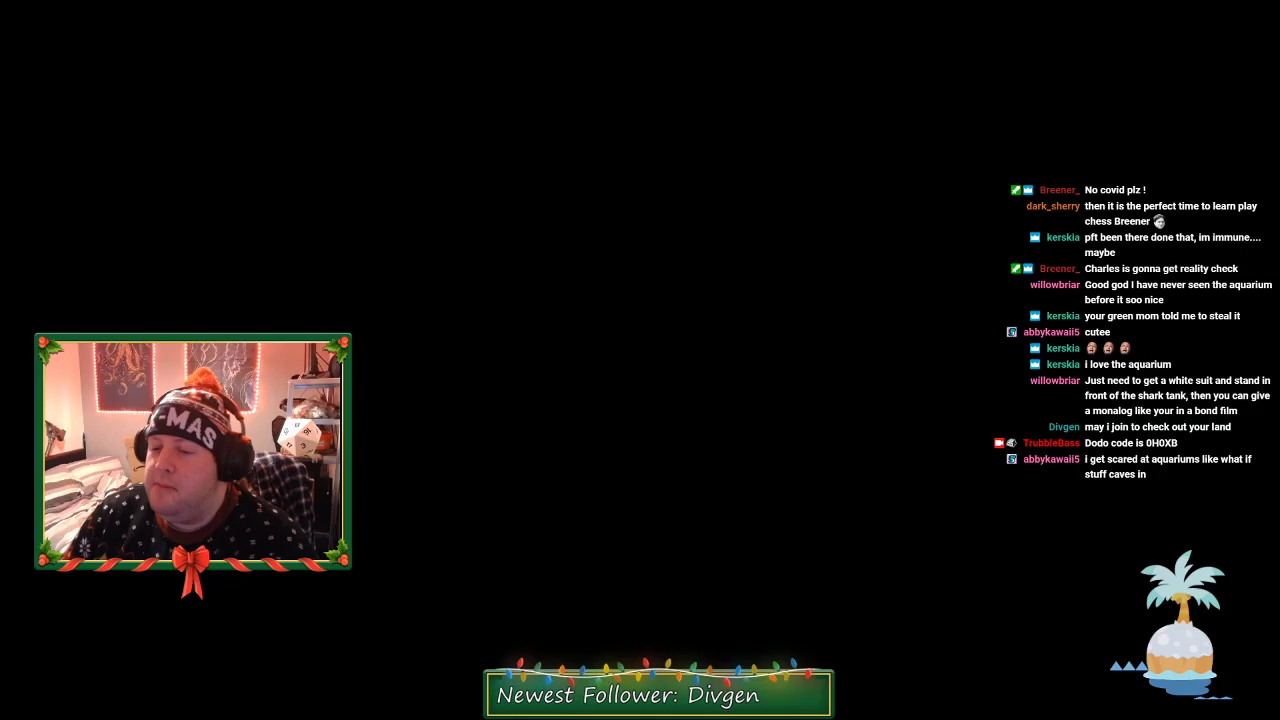 Breener_ No covid plz !
dark_sherry then it is the perfect time to learn play
chess Breener
kerskia pft been there done that, im immune....
maybe
Breener_ Charles is gonna get reality check
willowbriar Good god I have never seen the aquarium
before it soo nice
kerskia your green mom told me to steal it
abbykawaii5 cutee
kerskia
kerskia i love the aquarium
willowbriar Just need to get a white suit and stand in
front of the shark tank, then you can give
a monalog like your in a bond film
Divgen may i join to check out your land
TrubbleBass Dodo code is 0H0XB
abbykawaii5 i get scared at aquariums like what if
stuff caves in
X-MAS
Newest Follower: Divgen